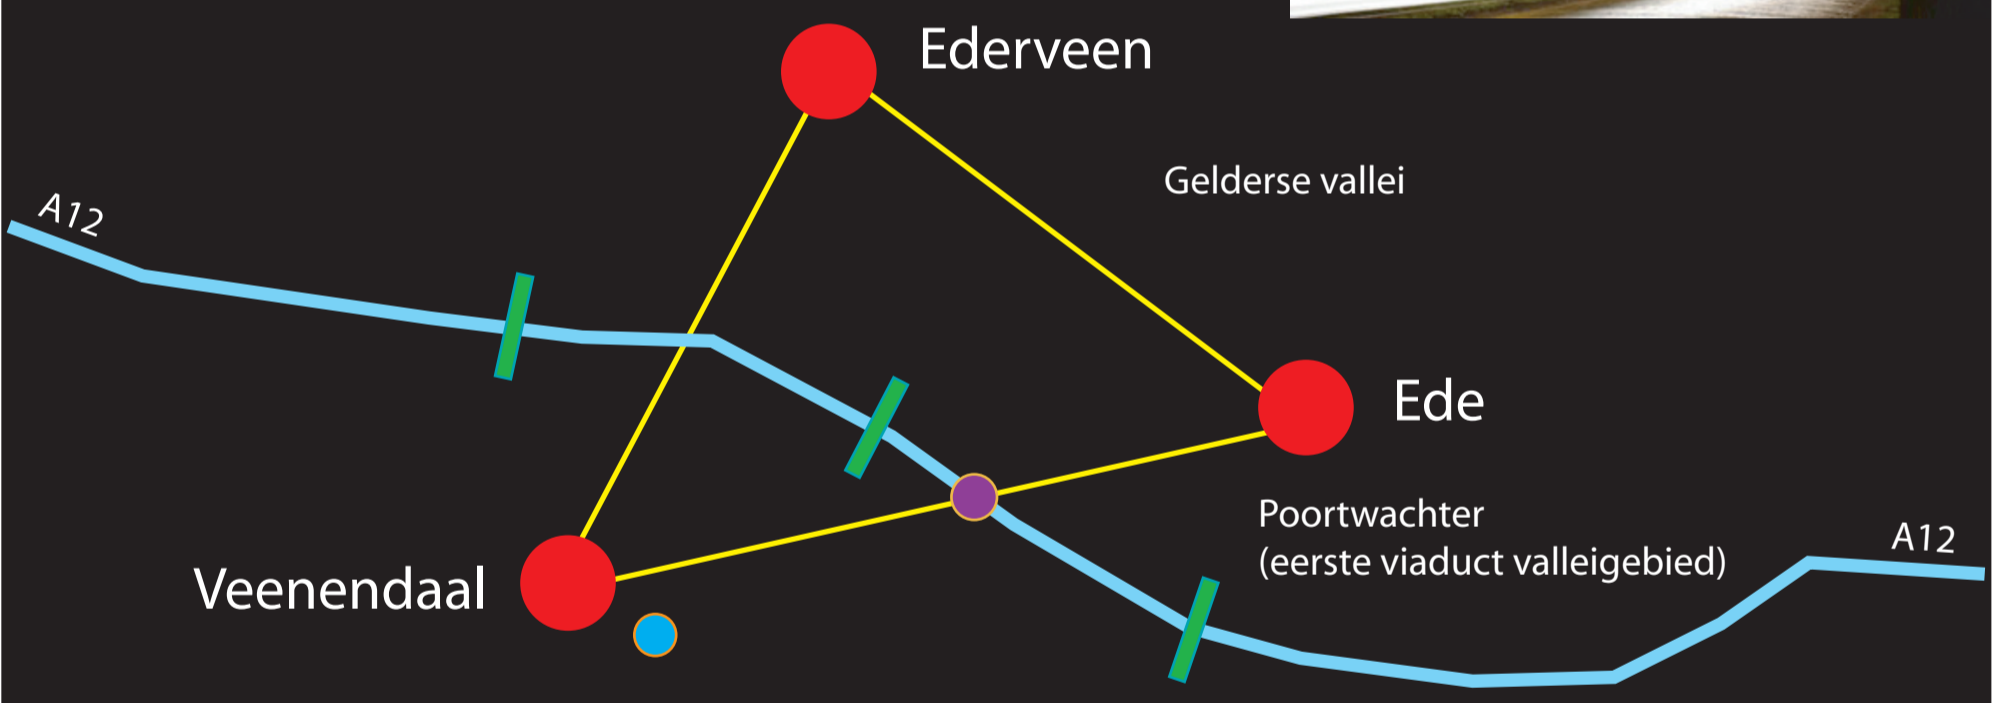 Ederveen
Gelderse vallei
A12
Ede
Poortwachter
(eerste viaduct valleigebied)
A12
Veenendaal